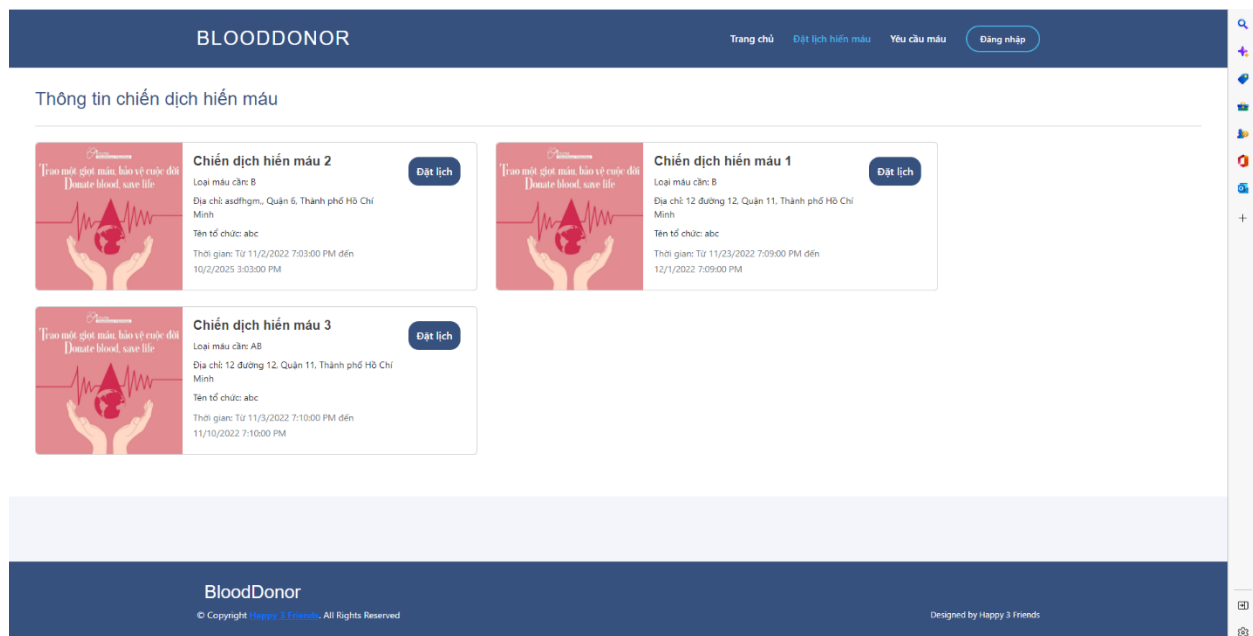 BLOODDONOR
Trang chủ Đặt lịch hiến máu Yêu cầu máu Đăng nhập
Thông tin chiến dịch hiến máu
Trao một giọt máu, bảo vệ cuộc đời
Donate blood, save life
Chiến dịch hiến máu 2
Đặt lịch
Loại máu cần: B
Địa chỉ: asdfhgm,, Quận 6, Thành phố Hồ Chí
Minh
Tên tổ chức: abc
Thời gian: Từ 11/2/2022 7:03:00 PM đến
10/2/2025 3:03:00 PM
Trao một giọt máu, bảo vệ cuộc đời
Donate blood, save life
Chiến dịch hiến máu 1
Đặt lịch
Loại máu cần: B
Địa chỉ: 12 đường 12, Quận 11, Thành phố Hồ Chí
Minh
Tên tổ chức: abc
Thời gian: Từ 11/23/2022 7:09:00 PM đến
12/1/2022 7:09:00 PM
Trao một giọt máu, bảo vệ cuộc đời
Donate blood, save life
Chiến dịch hiến máu 3
Đặt lịch
Loại máu cần: AB
Địa chỉ: 12 đường 12, Quận 11, Thành phố Hồ Chí
Minh
Tên tổ chức: abc
Thời gian: Từ 11/3/2022 7:10:00 PM đến
11/10/2022 7:10:00 PM
BloodDonor
© Copyright Happy 3 Friends. All Rights Reserved
Designed by Happy 3 Friends